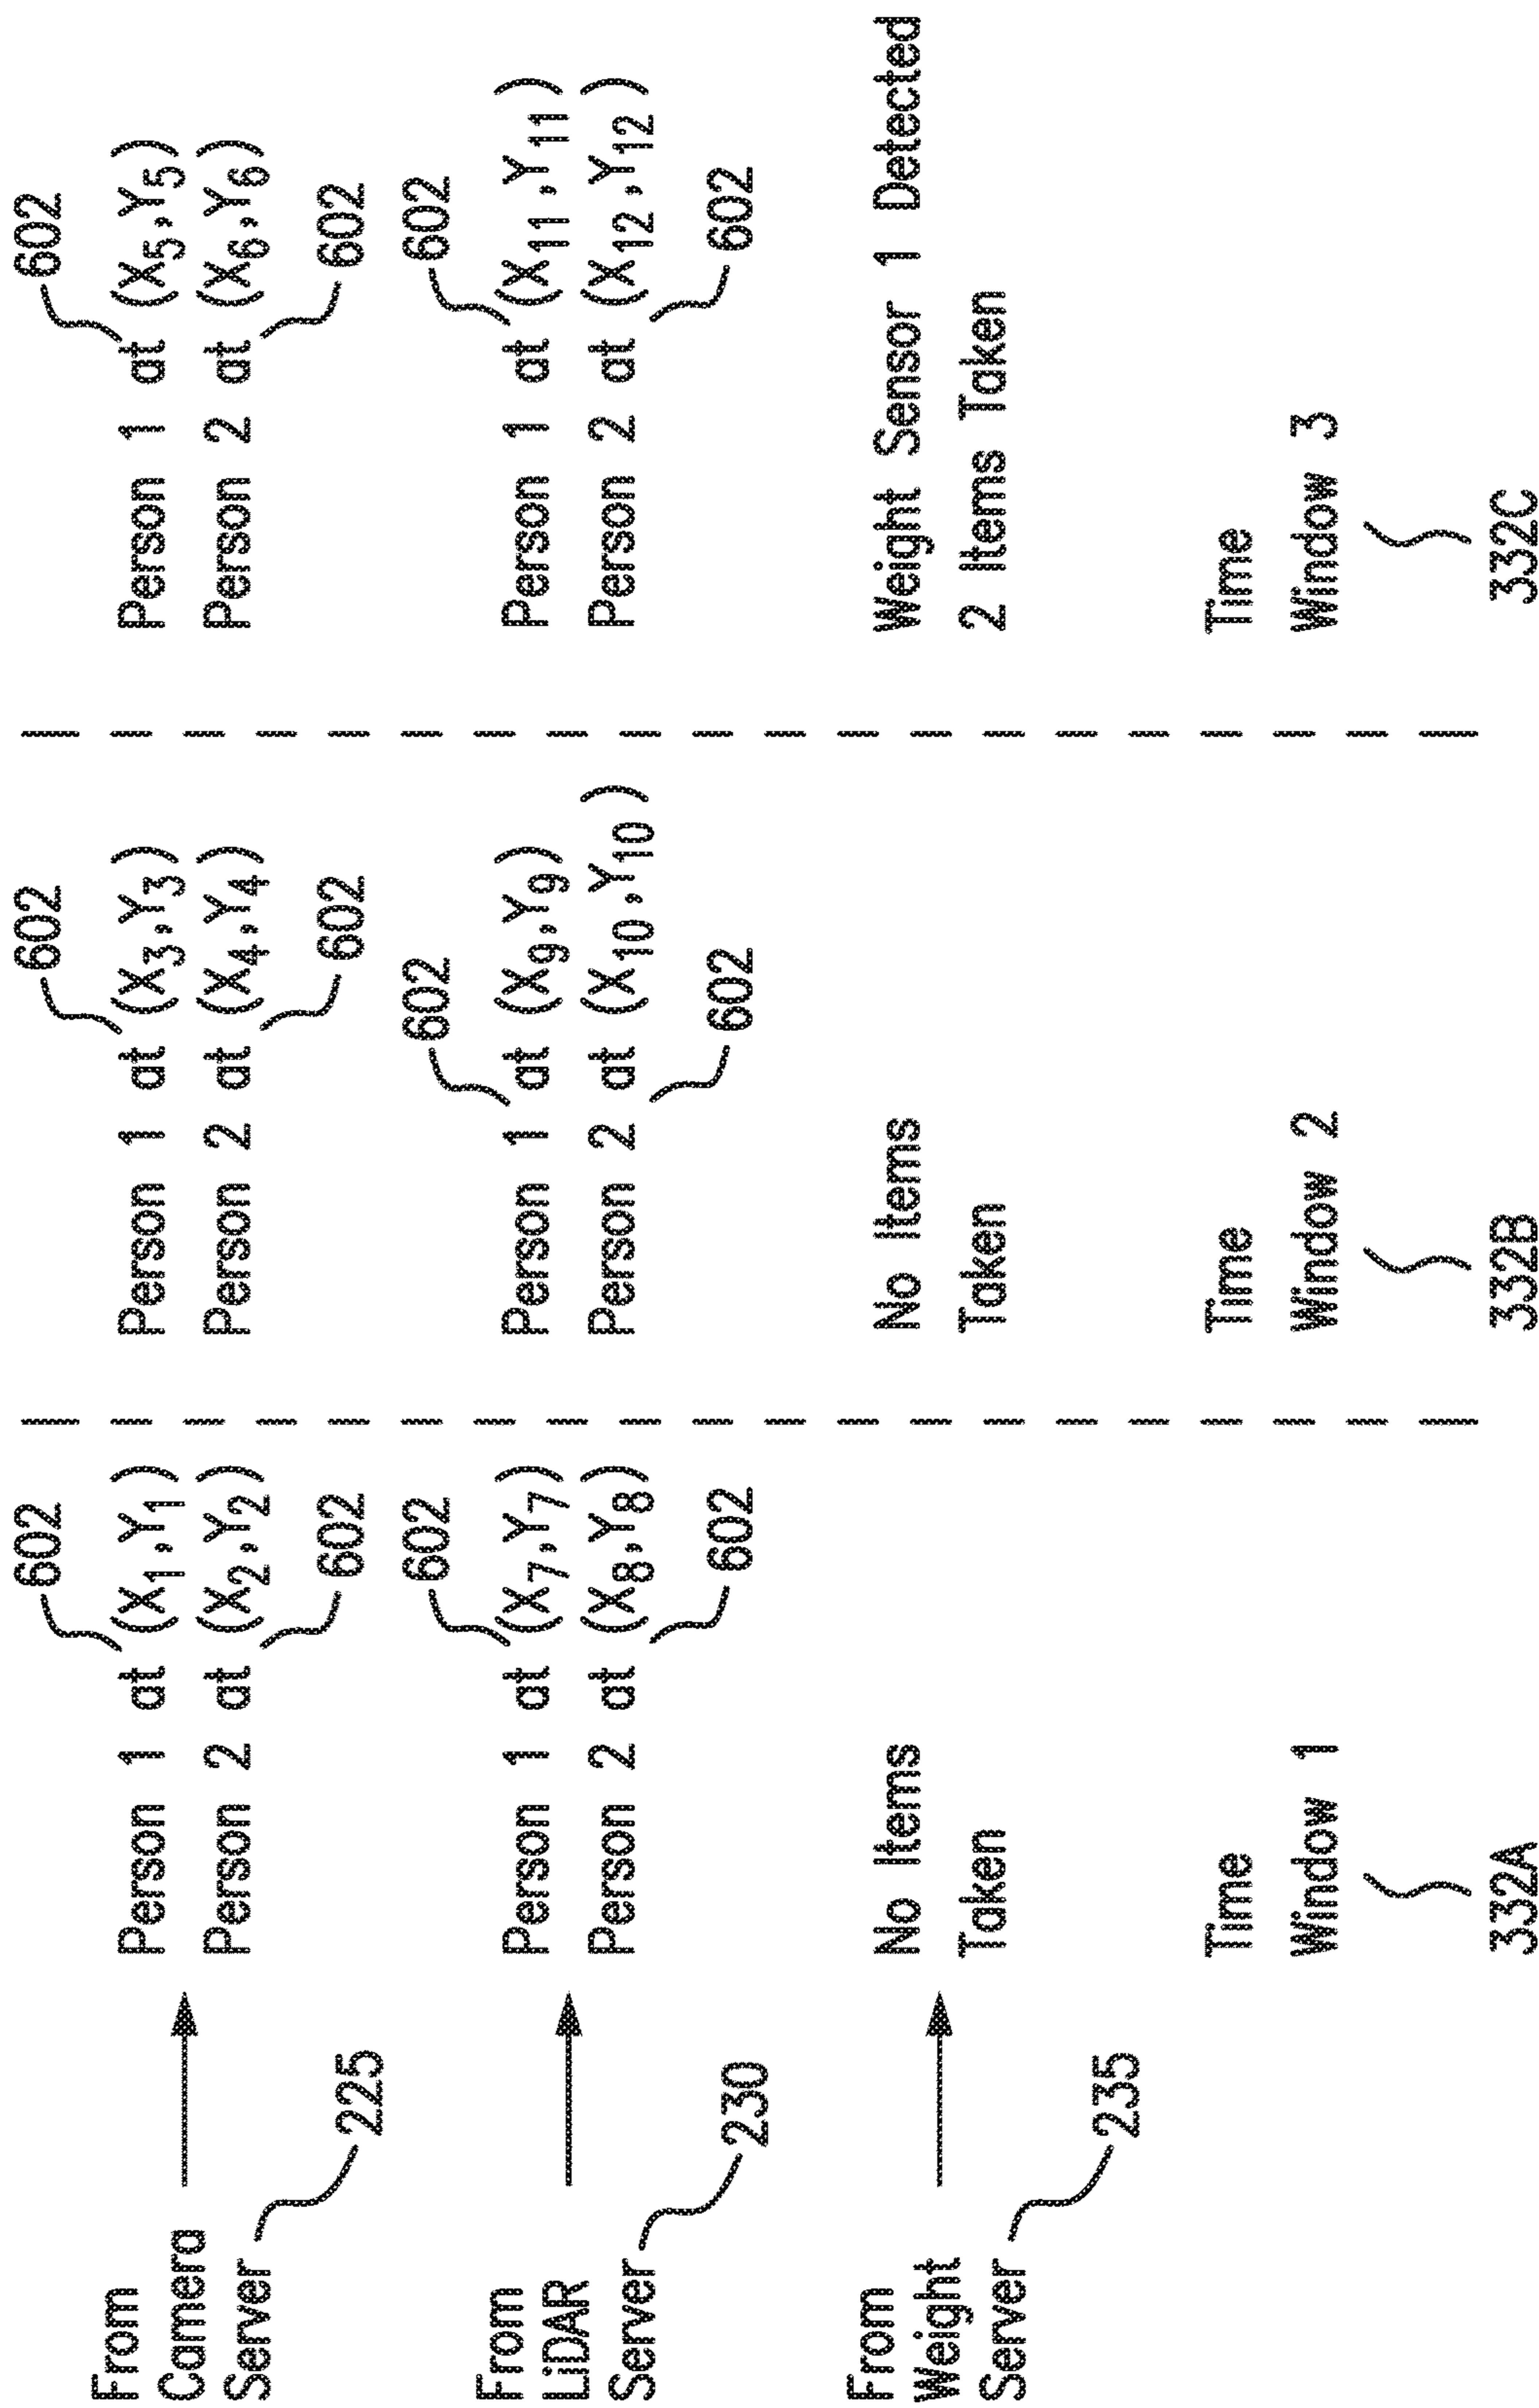 602
602
602
From
Camera
Server
225
Person 1 at (X1,Y1)
Person 2 at (X2,Y2)
602
Person 1 at (X3,Y3)
Person 2 at (X4,Y4)
602
Person 1 at (X5,Y5)
Person 2 at (X6,Y6)
602
602
602
602
From
LiDAR
Server
230
Person 1 at (X7,Y7)
Person 2 at (X8,Y8)
602
Person 1 at (X9,Y9)
Person 2 at (X10,Y10)
602
Person 1 at (X11,Y11)
Person 2 at (X12,Y12)
602
From
Weight
Server
235
No Items
Taken
No Items
Taken
Weight Sensor 1 Detected
2 Items Taken
Time
Window 1
332A
Time
Window 2
332B
Time
Window 3
332C